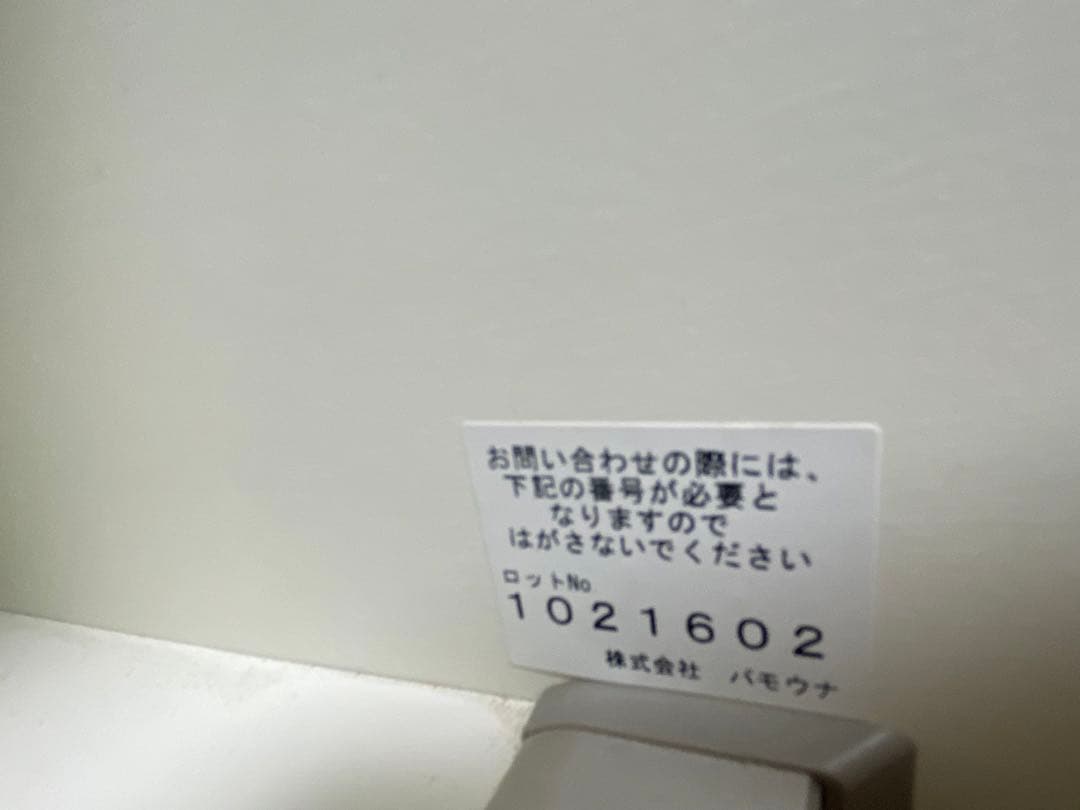 お問い合わせの際には、
下記の番号が必要と
なりますので
はがさないでください
ロットNo
1021602
株式会社　パモウナ